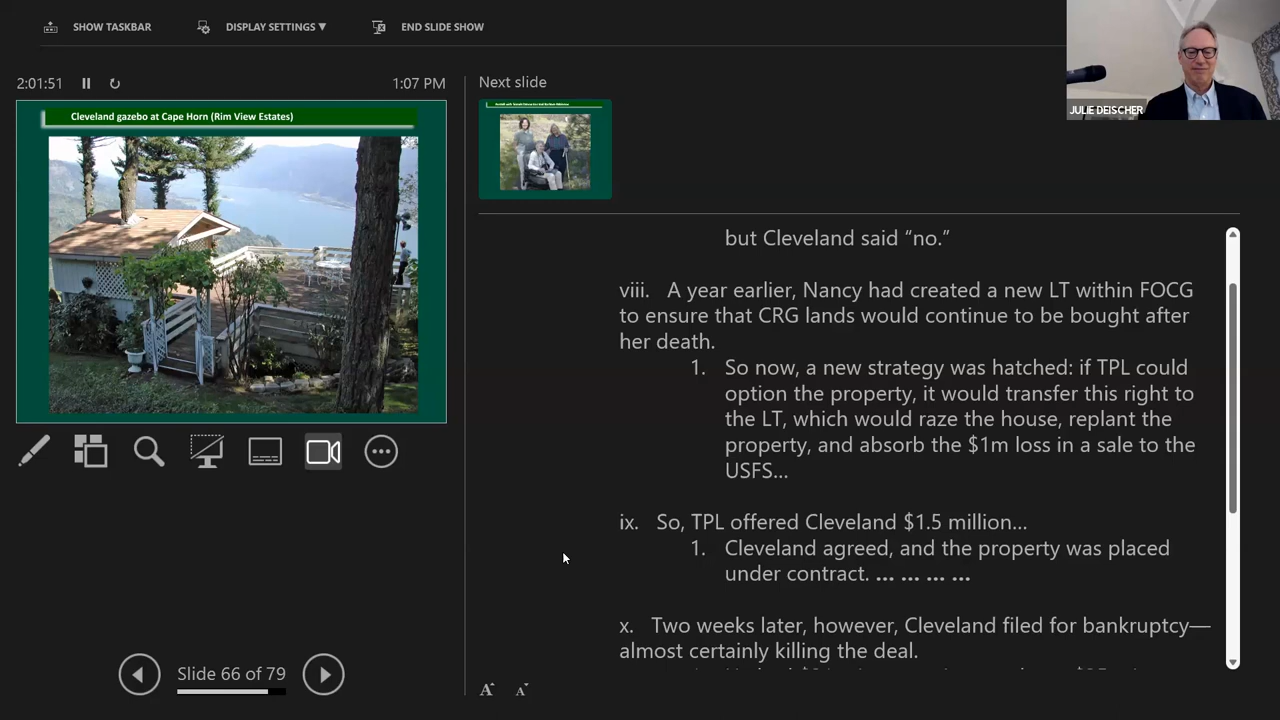 SHOW TASKBAR
DISPLAY SETTINGS ▼
END SLIDE SHOW
JULIE DEISCHER
2:01:51
1:07 PM
Next slide
Cleveland gazebo at Cape Horn (Rim View Estates)
but Cleveland said “no.”
viii. A year earlier, Nancy had created a new LT within FOCG
to ensure that CRG lands would continue to be bought after
her death.
1. So now, a new strategy was hatched: if TPL could
option the property, it would transfer this right to
the LT, which would raze the house, replant the
property, and absorb the $1m loss in a sale to the
USFS…
ix. So, TPL offered Cleveland $1.5 million…
1. Cleveland agreed, and the property was placed
under contract. … … … …
x. Two weeks later, however, Cleveland filed for bankruptcy—
almost certainly killing the deal.
Slide 66 of 79
A A